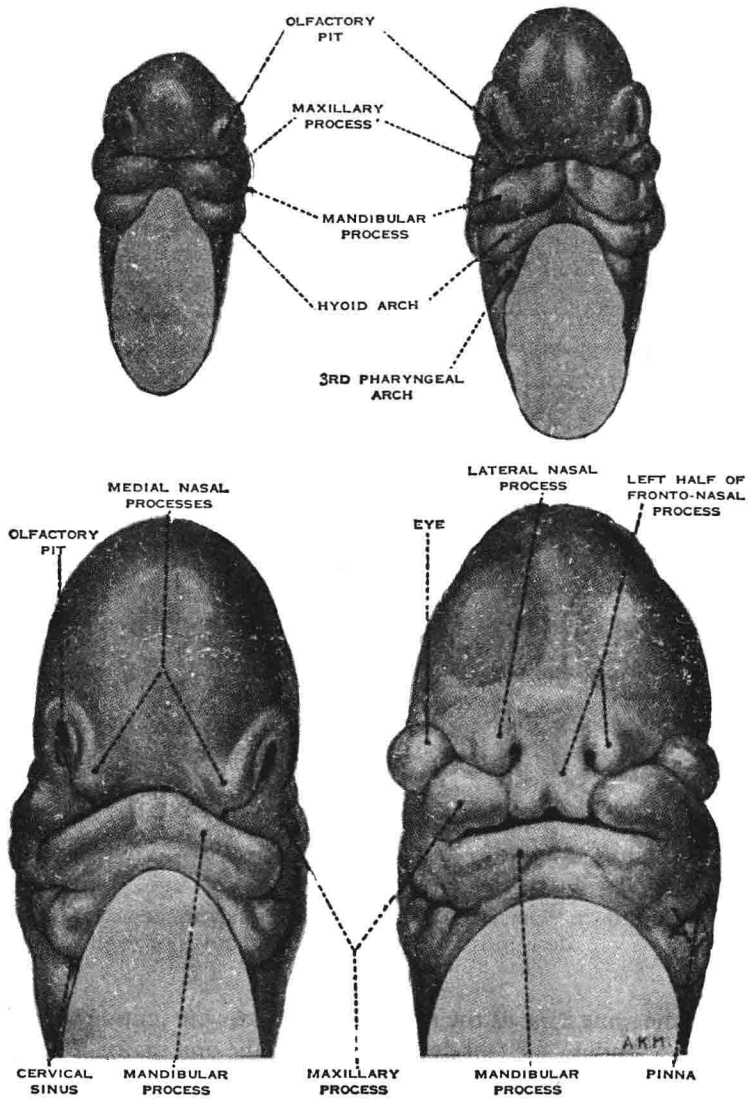 OLFACTORY
PIT
MAXILLARY
PROCESS
MANDIBULAR
PROCESS
HYOID ARCH
3RD PHARYNGEAL
ARCH
MEDIAL NASAL
PROCESSES
OLFACTORY
PIT
LATERAL NASAL
PROCESS
LEFT HALF OF
FRONTO-NASAL
PROCESS
EYE
A.K.M.
CERVICAL
SINUS
MANDIBULAR
PROCESS
MAXILLARY
PROCESS
MANDIBULAR
PROCESS
PINNA